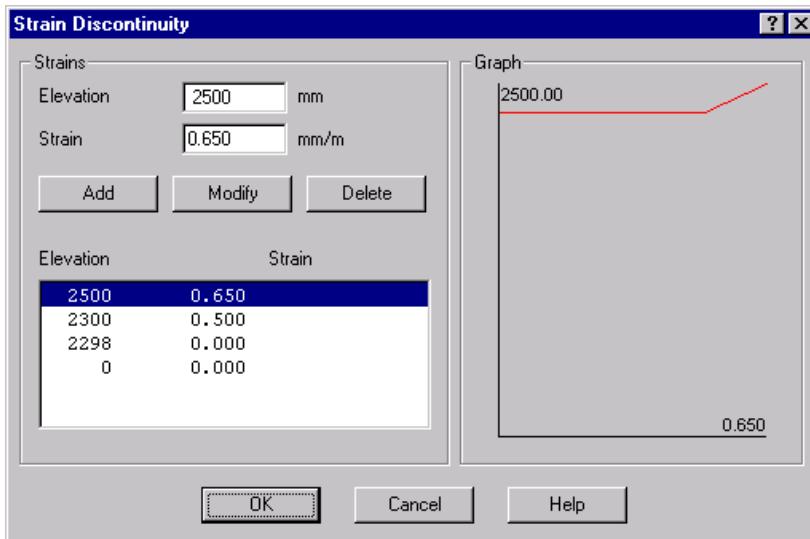 Strain Discontinuity
Strains
Elevation 2500 mm
Strain 0.650 mm/m
Add Modify Delete
Elevation Strain
2500 0.650
2300 0.500
2298 0.000
0 0.000
Graph
2500.00
0.650
OK Cancel Help